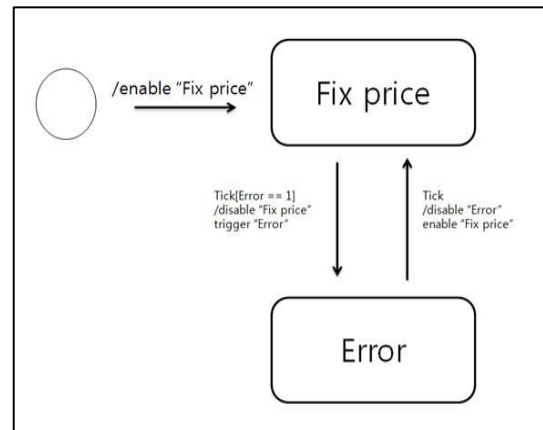 /enable "Fix price"
Fix price
Tick[Error == 1]
/disable "Fix price"
trigger "Error"
Tick
/disable "Error"
enable "Fix price"
Error